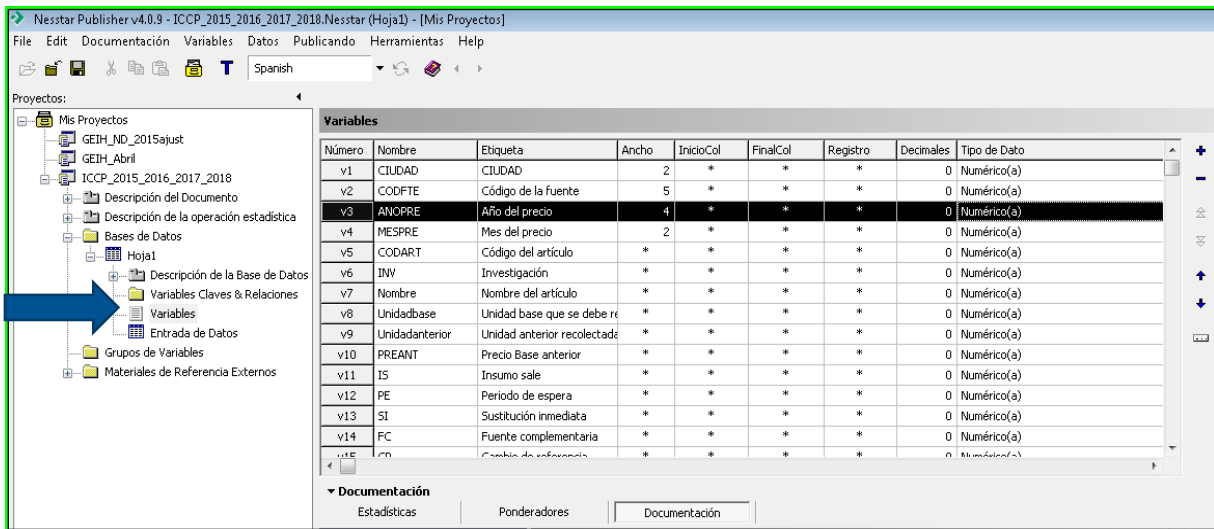 Nesstar Publisher v4.0.9 - ICCP_2015_2016_2017_2018.Nesstar (Hoja1) - [Mis Proyectos]
File Edit Documentación Variables Datos Publicando Herramientas Help
T Spanish
Proyectos:
Mis Proyectos
GEIH_ND_2015ajust
GEIH_Abril
ICCP_2015_2016_2017_2018
Descripción del Documento
Descripción de la operación estadística
Bases de Datos
Hoja1
Descripción de la Base de Datos
Variables Claves & Relaciones
Variables
Entrada de Datos
Grupos de Variables
Materiales de Referencia Externos
Variables
Número Nombre Etiqueta Ancho InicioCol FinalCol Registro Decimales Tipo de Dato
v1 CIUDAD CIUDAD 2 * * * 0 Numérico(a)
v2 CODFTE Código de la fuente 5 * * * 0 Numérico(a)
v3 ANOPRE Año del precio 4 * * * 0 Numérico(a)
v4 MESPRE Mes del precio 2 * * * 0 Numérico(a)
v5 CODART Código del artículo * * * * 0 Numérico(a)
v6 INV Investigación * * * * 0 Numérico(a)
v7 Nombre Nombre del artículo * * * * 0 Numérico(a)
v8 Unidadbase Unidad base que se debe re * * * * 0 Numérico(a)
v9 Unidadanterior Unidad anterior recolectada * * * * 0 Numérico(a)
v10 PREANT Precio Base anterior * * * * 0 Numérico(a)
v11 IS Insumo sale * * * * 0 Numérico(a)
v12 PE Periodo de espera * * * * 0 Numérico(a)
v13 SI Sustitución inmediata * * * * 0 Numérico(a)
v14 FC Fuente complementaria * * * * 0 Numérico(a)
v15 CR Cambio de referencia * * * * 0 Numérico(a)
Documentación
Estadísticas Ponderadores Documentación